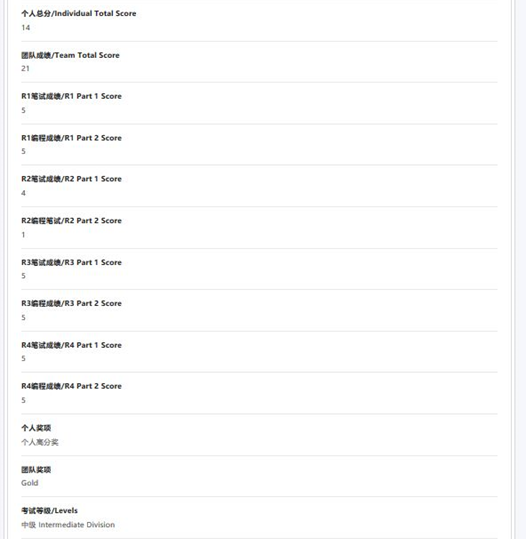 个人总分/Individual Total Score
14
团队成绩/Team Total Score
21
R1笔试成绩/R1 Part 1 Score
5
R1编程成绩/R1 Part 2 Score
5
R2笔试成绩/R2 Part 1 Score
4
R2编程笔试/R2 Part 2 Score
1
R3笔试成绩/R3 Part 1 Score
5
R3编程成绩/R3 Part 2 Score
5
R4笔试成绩/R4 Part 1 Score
5
R4编程成绩/R4 Part 2 Score
5
个人奖项
个人高分奖
团队奖项
Gold
考试等级/Levels
中级 Intermediate Division